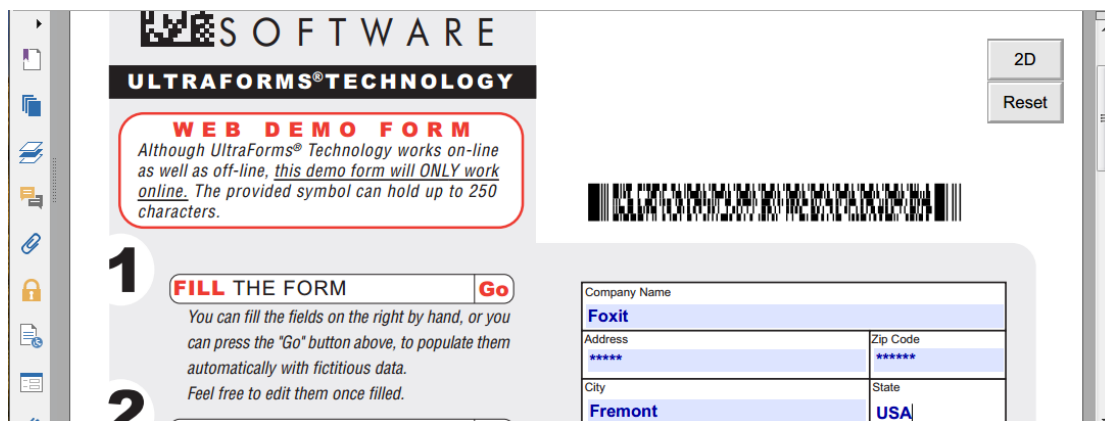 SOFTWARE
ULTRAFORMS®TECHNOLOGY
WEB DEMO FORM
Although UltraForms® Technology works on-line
as well as off-line, this demo form will ONLY work
online. The provided symbol can hold up to 250
characters.
2D
Reset
1
FILL THE FORM Go
You can fill the fields on the right by hand, or you
can press the "Go" button above, to populate them
automatically with fictitious data.
Feel free to edit them once filled.
2
Company Name
Foxit
Address Zip Code
***** ******
City State
Fremont USA